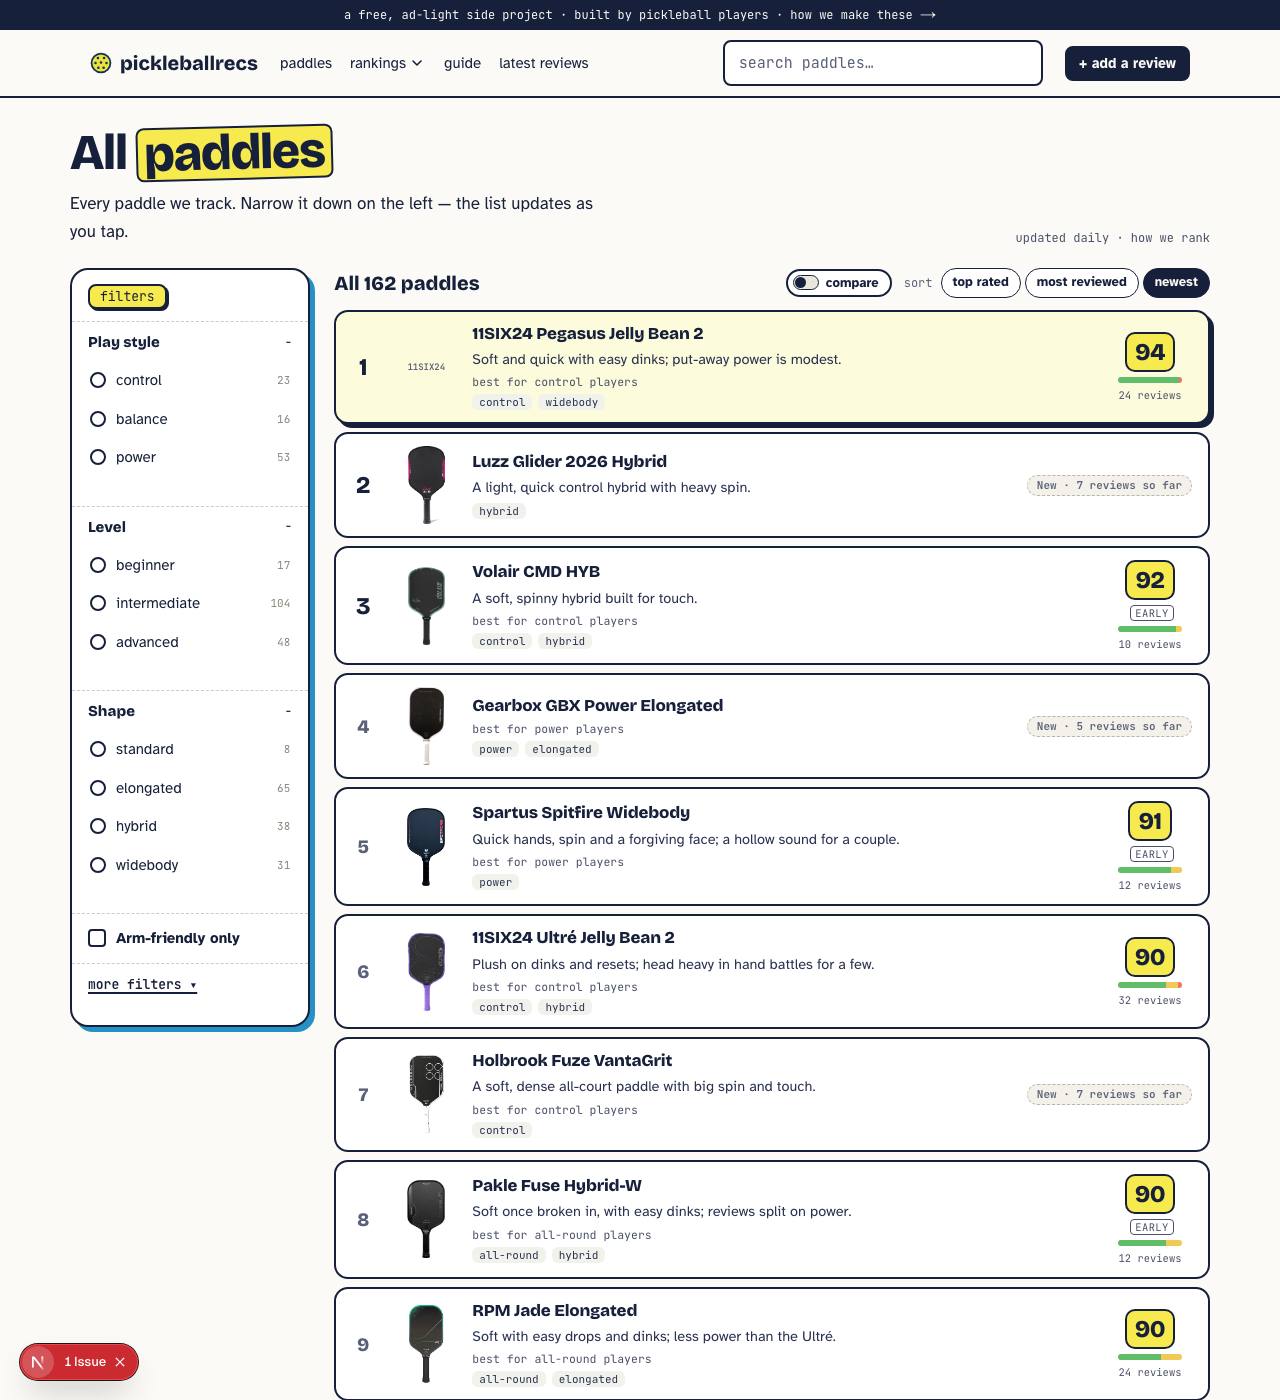 a free, ad-light side project · built by pickleball players · how we make these →
pickleballrecs
paddles
rankings
guide
latest reviews
search paddles…
+ add a review
All paddles
Every paddle we track. Narrow it down on the left — the list updates as
you tap.
updated daily · how we rank
filters
Play style -
control 23
balance 16
power 53
Level -
beginner 17
intermediate 104
advanced 48
Shape -
standard 8
elongated 65
hybrid 38
widebody 31
Arm-friendly only
more filters ▾
All 162 paddles
compare
sort
top rated
most reviewed
newest
1
11SIX24
11SIX24 Pegasus Jelly Bean 2
Soft and quick with easy dinks; put-away power is modest.
best for control players
control widebody
94
24 reviews
2
Luzz Glider 2026 Hybrid
A light, quick control hybrid with heavy spin.
hybrid
New · 7 reviews so far
3
Volair CMD HYB
A soft, spinny hybrid built for touch.
best for control players
control hybrid
92
EARLY
10 reviews
4
Gearbox GBX Power Elongated
best for power players
power elongated
New · 5 reviews so far
5
Spartus Spitfire Widebody
Quick hands, spin and a forgiving face; a hollow sound for a couple.
best for power players
power
91
EARLY
12 reviews
6
11SIX24 Ultré Jelly Bean 2
Plush on dinks and resets; head heavy in hand battles for a few.
best for control players
control hybrid
90
32 reviews
7
Holbrook Fuze VantaGrit
A soft, dense all-court paddle with big spin and touch.
best for control players
control
New · 7 reviews so far
8
Pakle Fuse Hybrid-W
Soft once broken in, with easy dinks; reviews split on power.
best for all-round players
all-round hybrid
90
EARLY
12 reviews
9
RPM Jade Elongated
Soft with easy drops and dinks; less power than the Ultré.
best for all-round players
all-round elongated
90
24 reviews
N
1 Issue